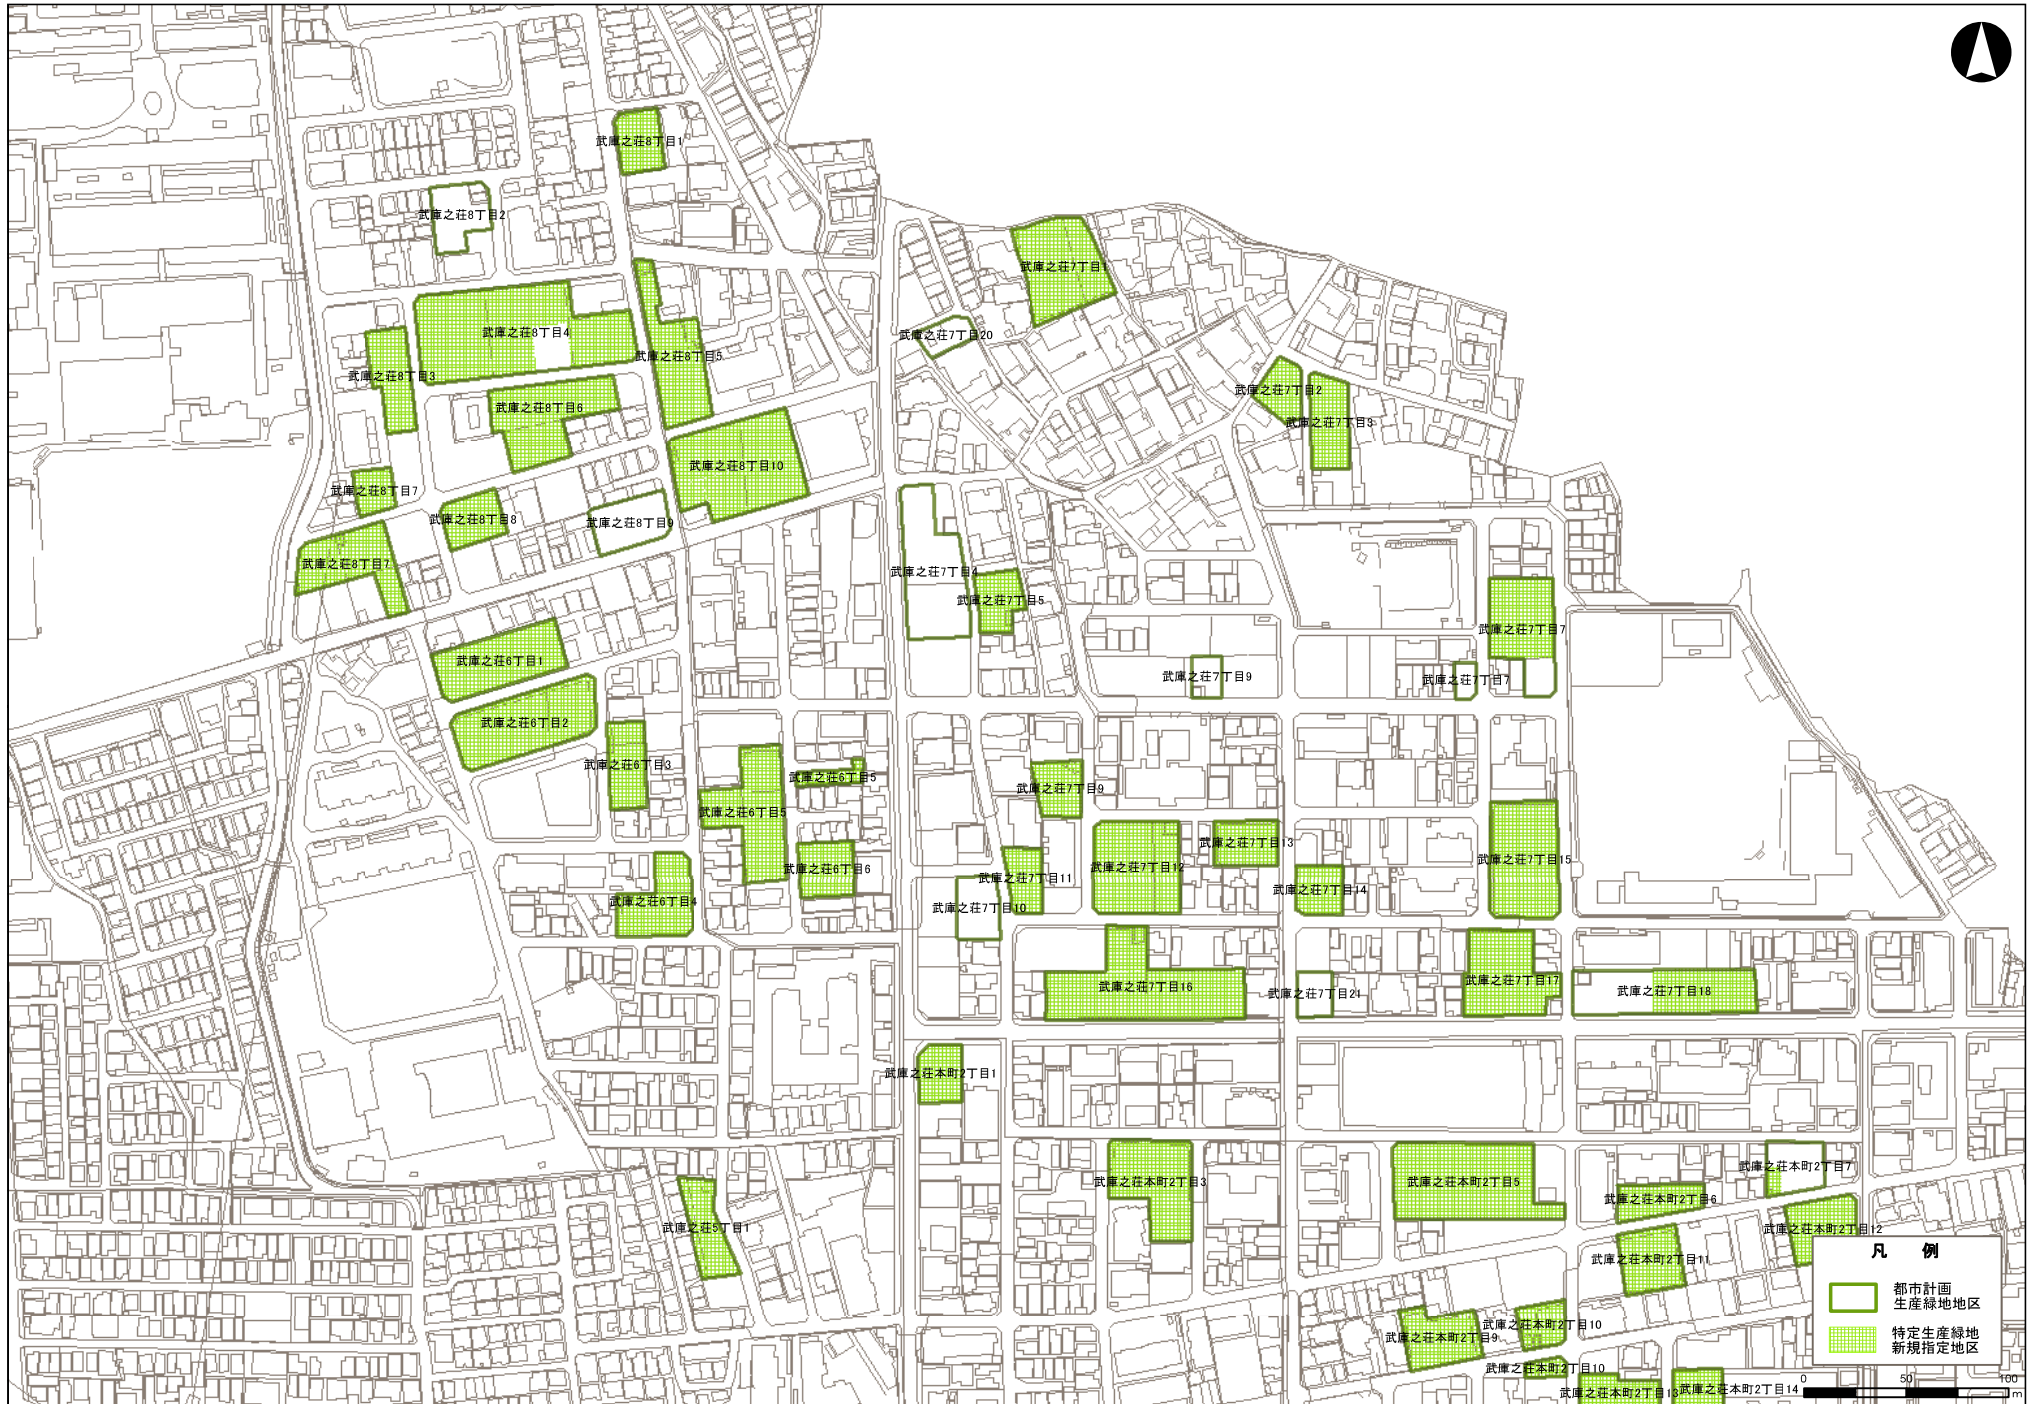 武庫之荘8丁目1
武庫之荘8丁目2
武庫之荘7丁目1
武庫之荘8丁目4
武庫之荘7丁目20
武庫之荘8丁目5
武庫之荘8丁目3
武庫之荘7丁目2
武庫之荘8丁目6
武庫之荘7丁目3
武庫之荘8丁目10
武庫之荘8丁目7
武庫之荘8丁目8
武庫之荘8丁目9
武庫之荘8丁目7
武庫之荘7丁目4
武庫之荘7丁目5
武庫之荘7丁目7
武庫之荘6丁目1
武庫之荘7丁目9
武庫之荘7丁目7
武庫之荘6丁目2
武庫之荘6丁目3
武庫之荘6丁目5
武庫之荘7丁目9
武庫之荘6丁目5
武庫之荘7丁目13
武庫之荘7丁目15
武庫之荘6丁目6
武庫之荘7丁目12
武庫之荘7丁目11
武庫之荘7丁目14
武庫之荘6丁目4
武庫之荘7丁目10
武庫之荘7丁目17
武庫之荘7丁目16
武庫之荘7丁目21
武庫之荘7丁目18
武庫之荘本町2丁目1
武庫之荘本町2丁目7
武庫之荘本町2丁目3
武庫之荘本町2丁目5
武庫之荘本町2丁目6
武庫之荘5丁目1
武庫之荘本町2丁目12
武庫之荘本町2丁目11
武庫之荘本町2丁目10
武庫之荘本町2丁目9
武庫之荘本町2丁目10
武庫之荘本町2丁目13
武庫之荘本町2丁目14
凡 例
都市計画
生産緑地地区
特定生産緑地
新規指定地区
0 50 100
m